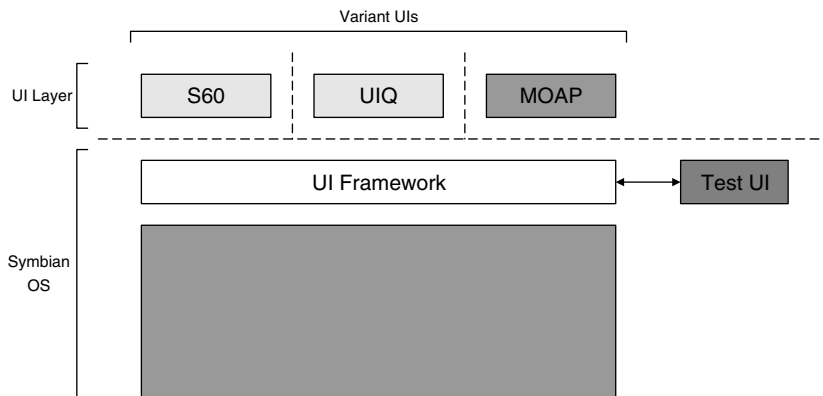 Variant UIs
UI Layer
S60
UIQ
MOAP
UI Framework
Test UI
Symbian
OS